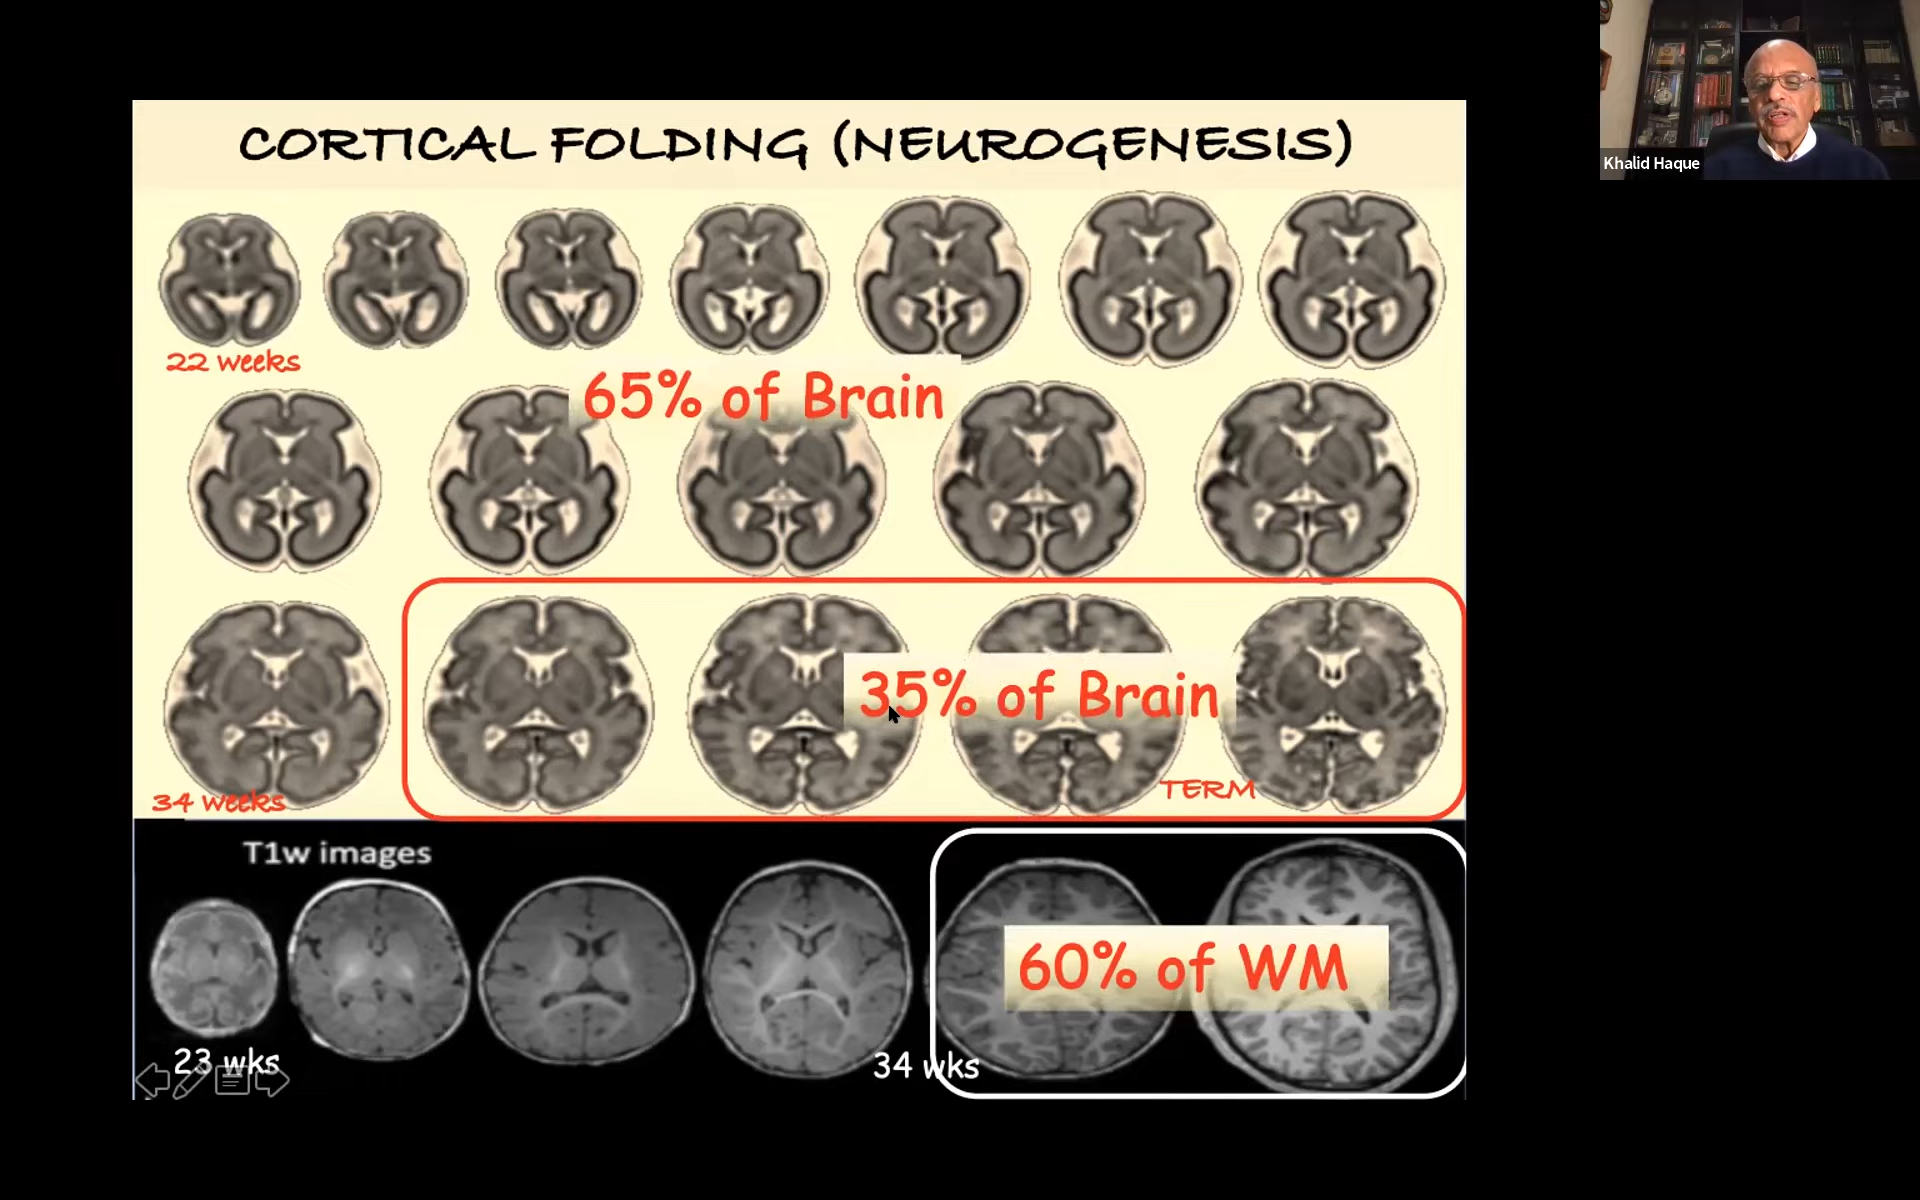 CORTICAL FOLDING (NEUROGENESIS)
Khalid Haque
22 weeks
65% of Brain
35% of Brain
TERM
34 weeks
T1w images
60% of WM
23 wks
34 wks